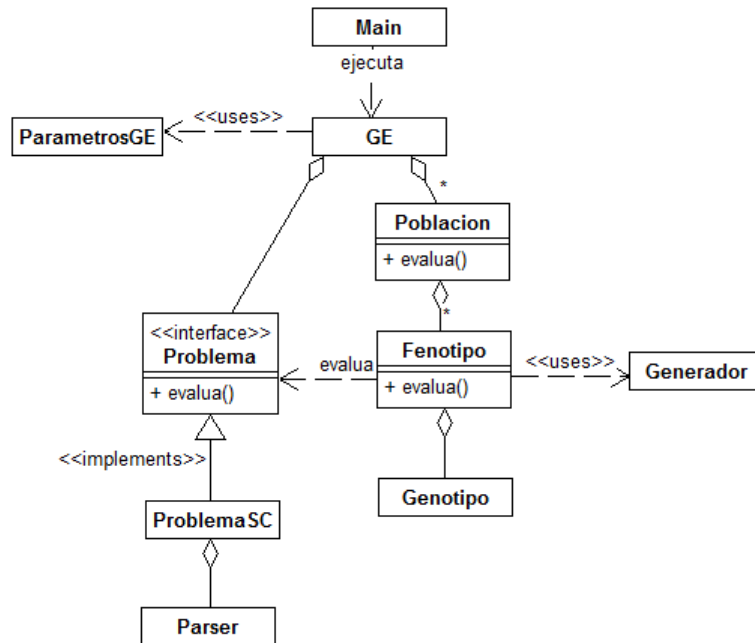 Main
ejecuta
<<uses>>
ParametrosGE
GE
*
Poblacion
+ evalua()
*
<<interface>>
Problema
+ evalua()
evalua
Fenotipo
+ evalua()
<<uses>>
Generador
<<implements>>
Genotipo
ProblemaSC
Parser